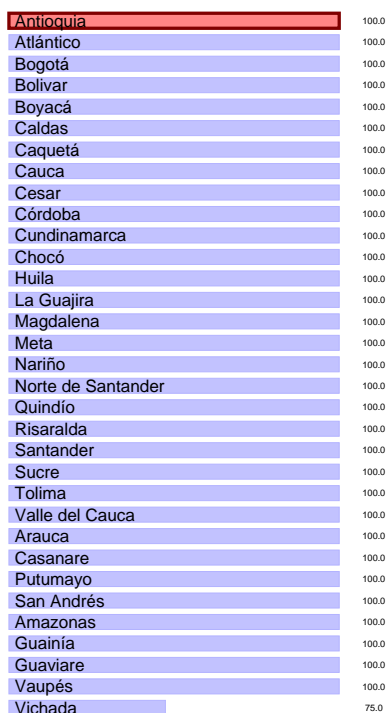 Antioquia 100.0
Atlántico 100.0
Bogotá 100.0
Bolivar 100.0
Boyacá 100.0
Caldas 100.0
Caquetá 100.0
Cauca 100.0
Cesar 100.0
Córdoba 100.0
Cundinamarca 100.0
Chocó 100.0
Huila 100.0
La Guajira 100.0
Magdalena 100.0
Meta 100.0
Nariño 100.0
Norte de Santander 100.0
Quindío 100.0
Risaralda 100.0
Santander 100.0
Sucre 100.0
Tolima 100.0
Valle del Cauca 100.0
Arauca 100.0
Casanare 100.0
Putumayo 100.0
San Andrés 100.0
Amazonas 100.0
Guainía 100.0
Guaviare 100.0
Vaupés 100.0
Vichada 75.0